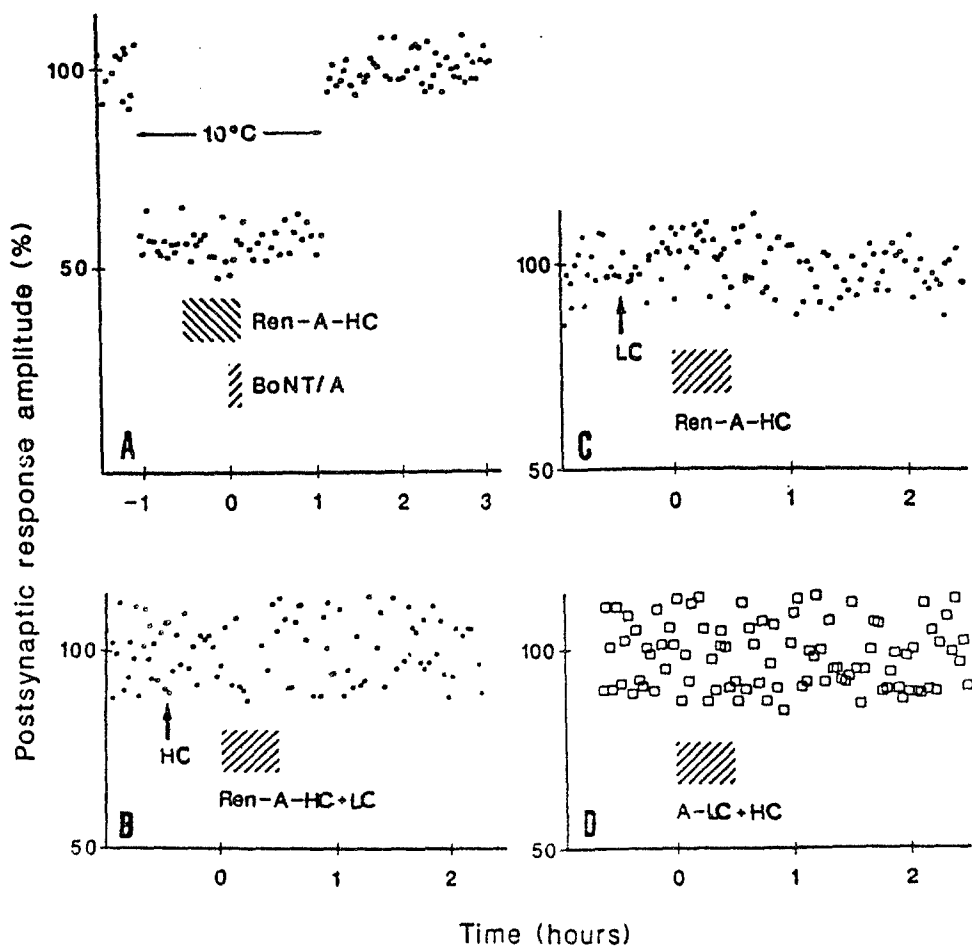 Postsynaptic response amplitude (%)
100
50
10°C
Ren-A-HC
BoNT/A
A
-1 0 1 2 3
100
50
LC
Ren-A-HC
C
0 1 2
100
50
HC
Ren-A-HC+LC
B
0 1 2
100
50
A-LC+HC
D
0 1 2
Time (hours)